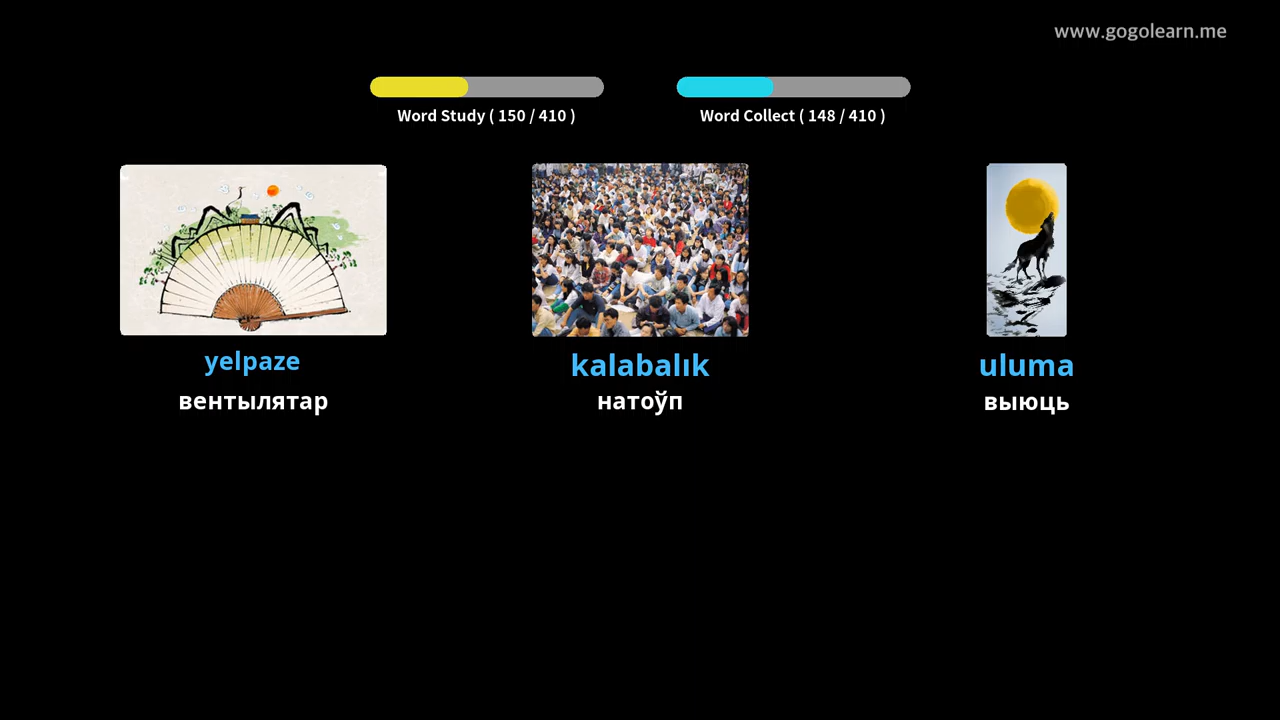 www.gogolearn.me
Word Study ( 150 / 410 )
Word Collect ( 148 / 410 )
yelpaze
вентылятар
kalabalık
натоўп
uluma
выюць